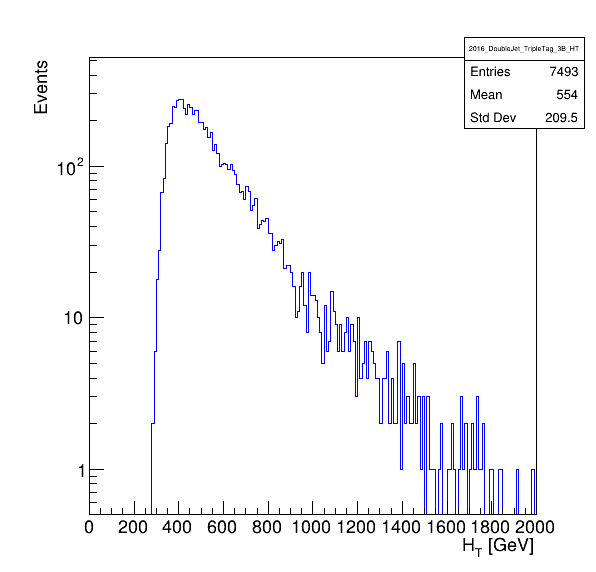 2016_DoubleJet_TripleTag_3B_HT
Entries 7493
Mean 554
Std Dev 209.5
Events
10²
10
1
0 200 400 600 800 1000 1200 1400 1600 1800 2000
H_T [GeV]